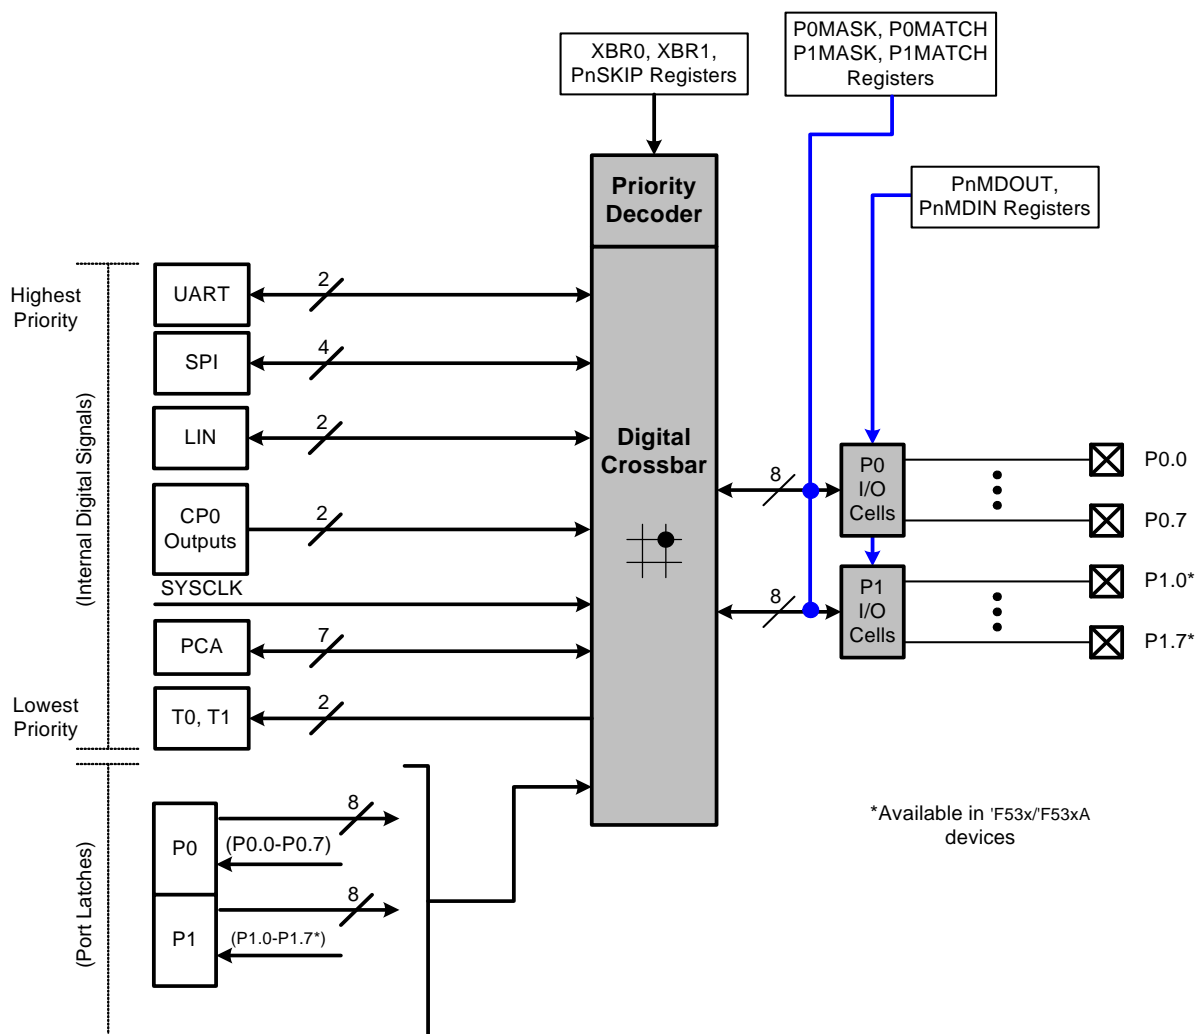 XBR0, XBR1,
PnSKIP Registers
P0MASK, P0MATCH
P1MASK, P1MATCH
Registers
PnMDOUT,
PnMDIN Registers
Priority
Decoder
Highest
Priority
(Internal Digital Signals)
UART
2
SPI
4
LIN
2
CP0
Outputs
2
SYSCLK
PCA
7
Lowest
Priority
T0, T1
2
Digital
Crossbar
8
P0
I/O
Cells
P0.0
P0.7
8
P1
I/O
Cells
P1.0*
P1.7*
(Port Latches)
P0
8
(P0.0-P0.7)
P1
8
(P1.0-P1.7*)
*Available in 'F53x/'F53xA
devices